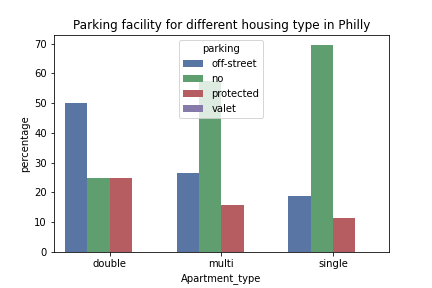 Parking facility for different housing type in Philly
70
60
50
40
30
20
10
0
percentage
parking
off-street
no
protected
valet
double multi single
Apartment_type